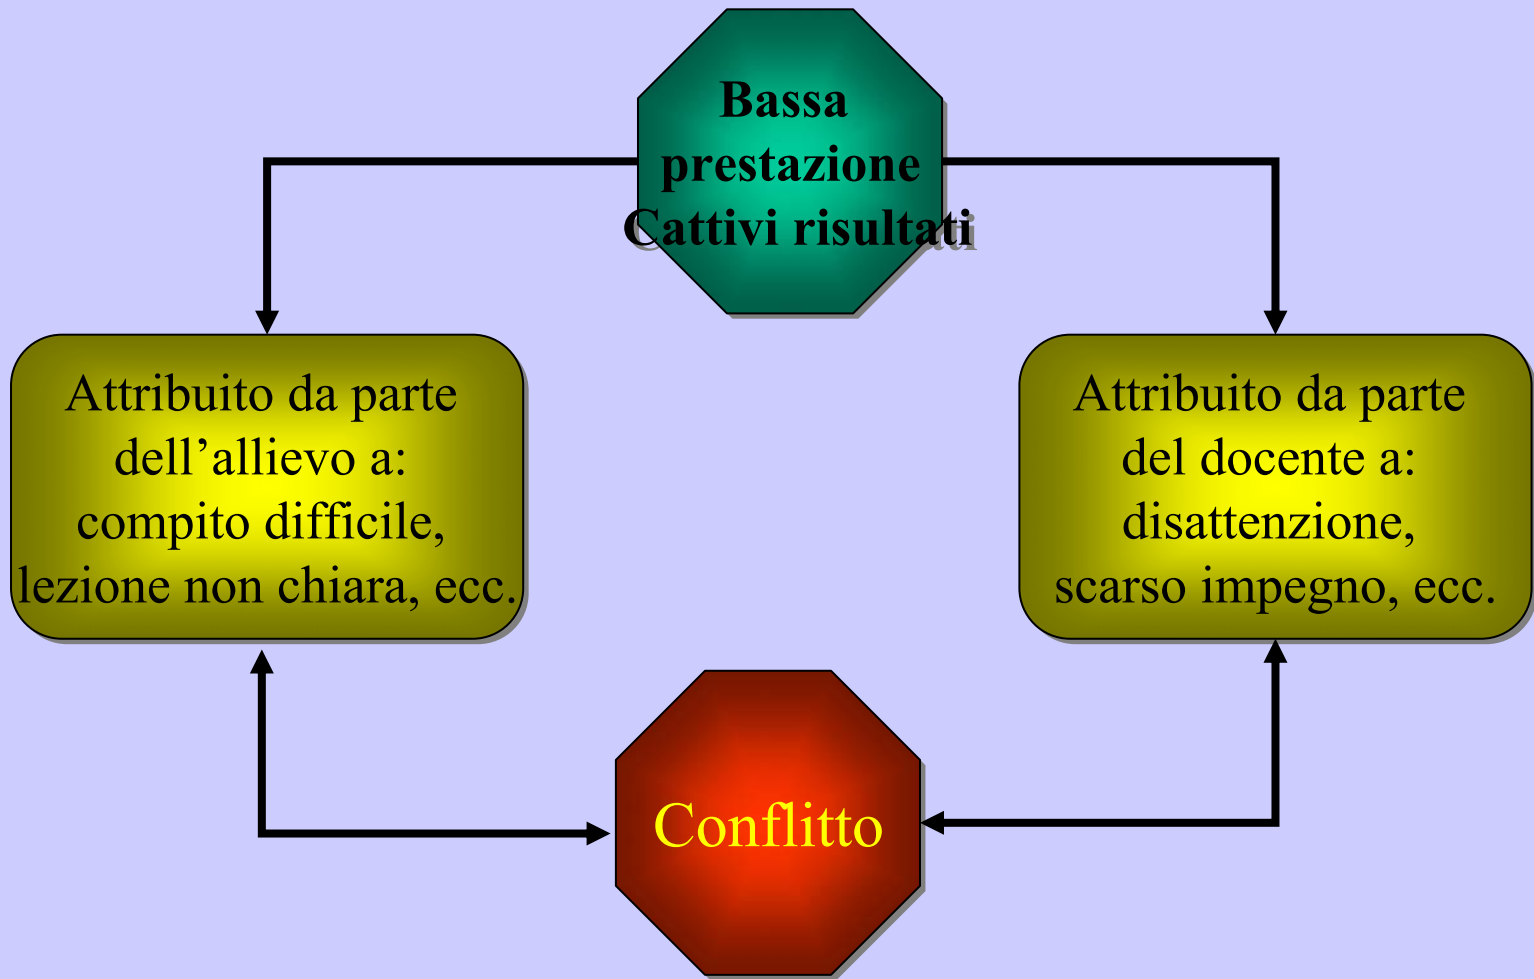 Bassa
prestazione
Cattivi risultati
Attribuito da parte
dell’allievo a:
compito difficile,
lezione non chiara, ecc.
Attribuito da parte
del docente a:
disattenzione,
scarso impegno, ecc.
Conflitto